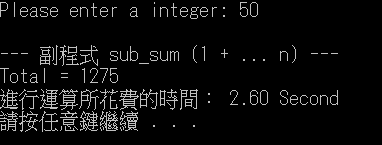 Please enter a integer: 50
--- 副程式 sub_sum (1 + ... n) ---
Total = 1275
進行運算所花費的時間： 2.60 Second
請按任意鍵繼續 . . .